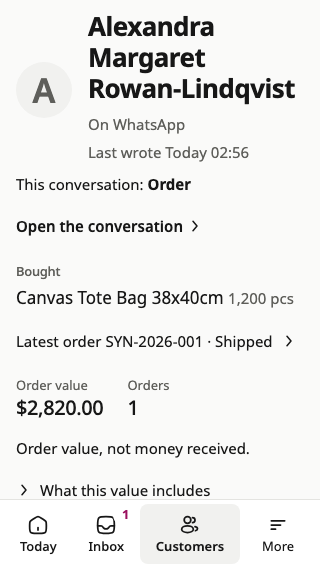 Alexandra
Margaret
Rowan-Lindqvist
A
On WhatsApp
Last wrote Today 02:56
This conversation: Order
Open the conversation
Bought
Canvas Tote Bag 38x40cm 1,200 pcs
Latest order SYN-2026-001 · Shipped
Order value Orders
$2,820.00 1
Order value, not money received.
What this value includes
1
Today Inbox Customers More